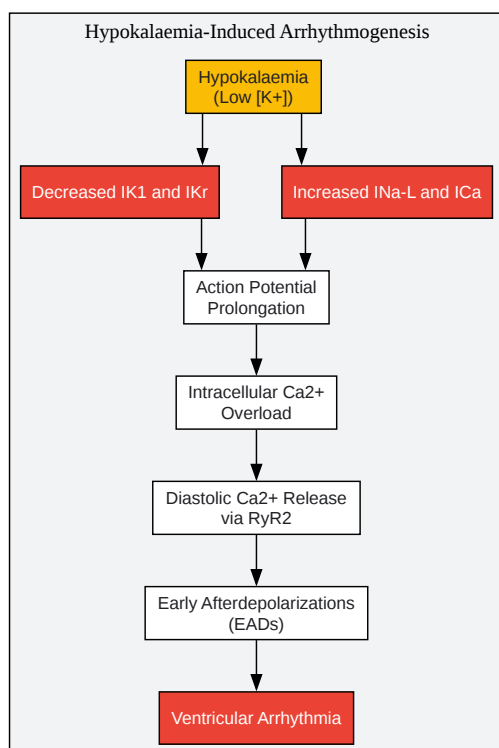 Hypokalaemia-Induced Arrhythmogenesis
Hypokalaemia
(Low [K+])
Decreased IK1 and IKr
Increased INa-L and ICa
Action Potential
Prolongation
Intracellular Ca2+
Overload
Diastolic Ca2+ Release
via RyR2
Early Afterdepolarizations
(EADs)
Ventricular Arrhythmia